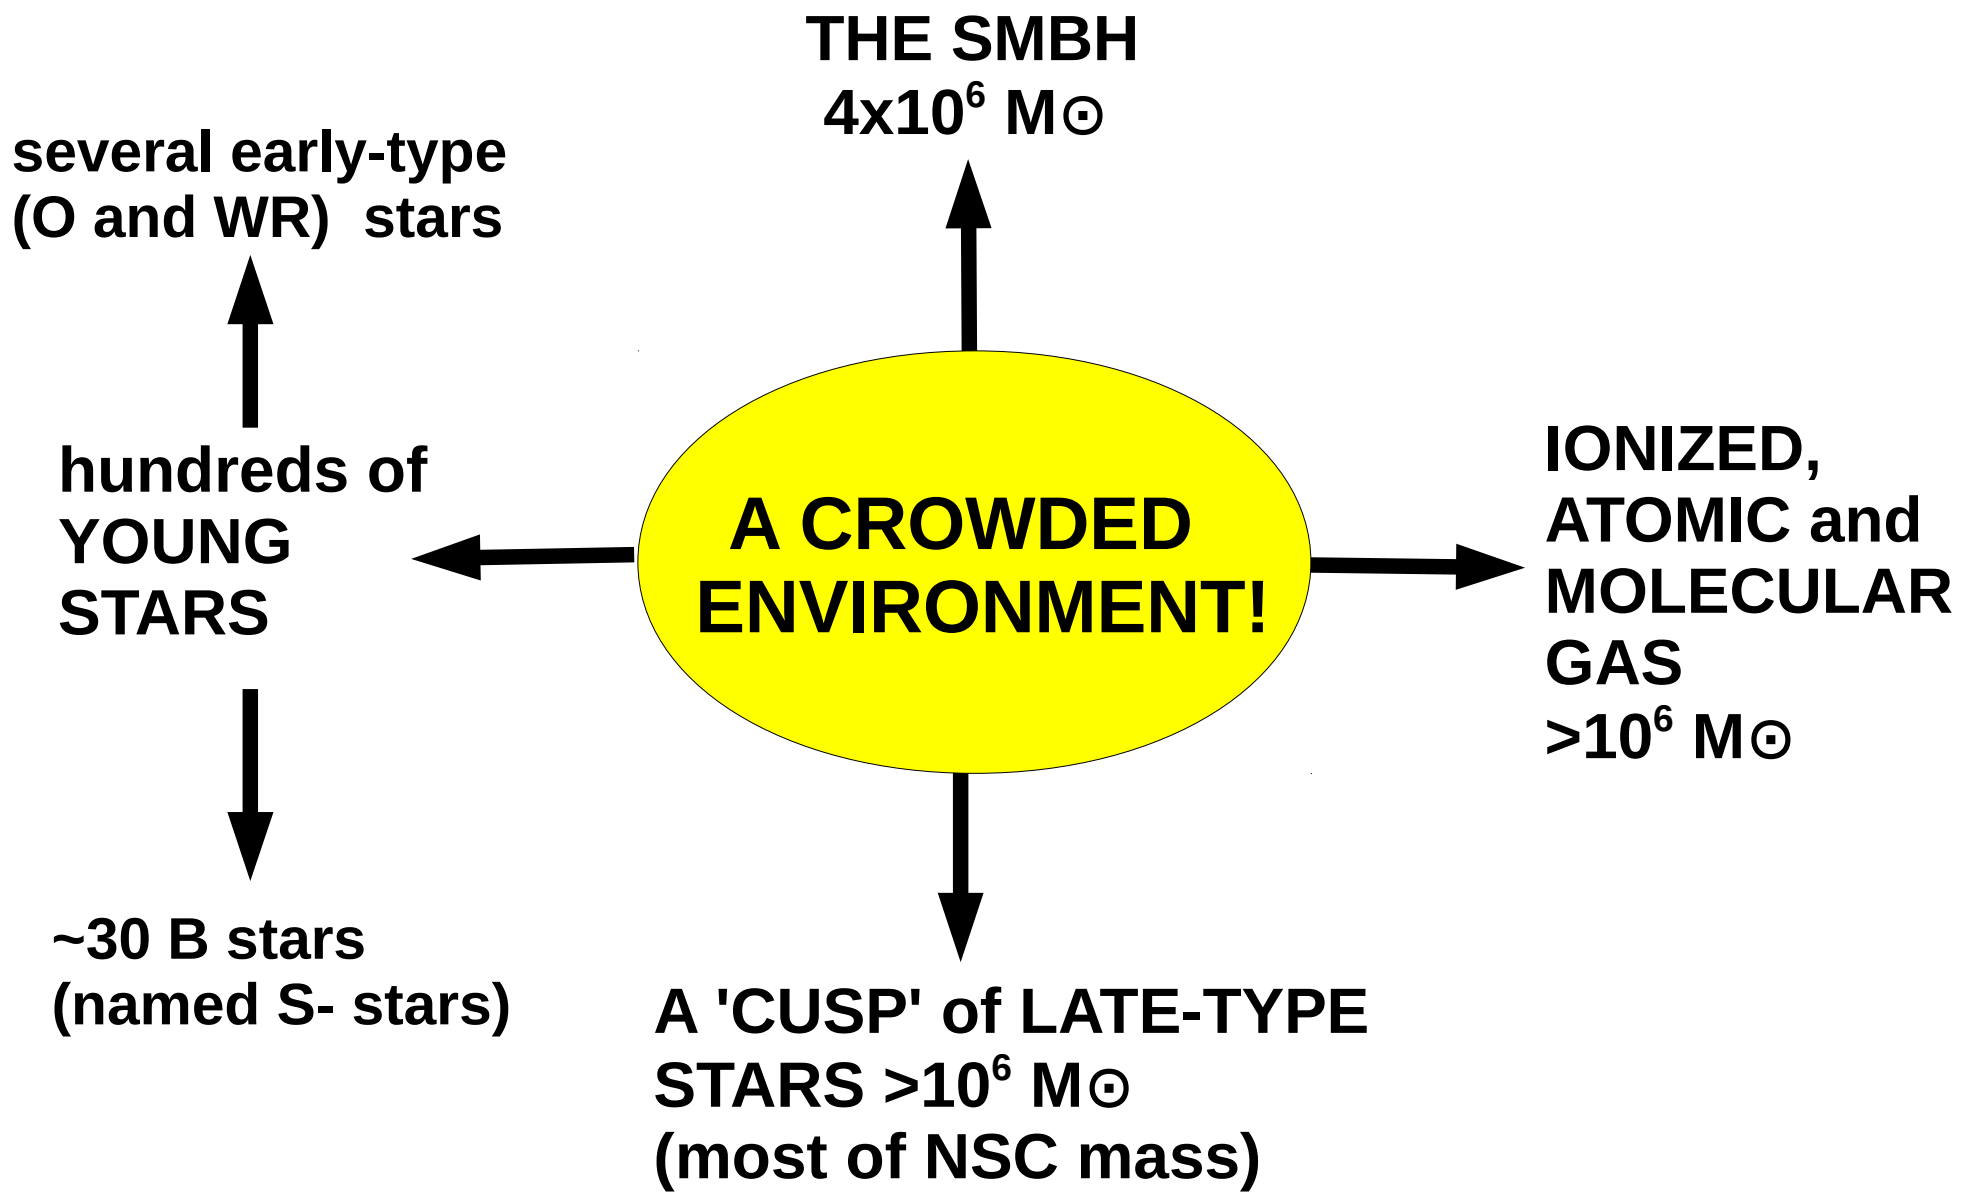 THE SMBH
4x10⁶ M⊙
several early-type
(O and WR)  stars
hundreds of
YOUNG
STARS
~30 B stars
(named S- stars)
A CROWDED
ENVIRONMENT!
IONIZED,
ATOMIC and
MOLECULAR
GAS
>10⁶ M⊙
A 'CUSP' of LATE-TYPE
STARS >10⁶ M⊙
(most of NSC mass)